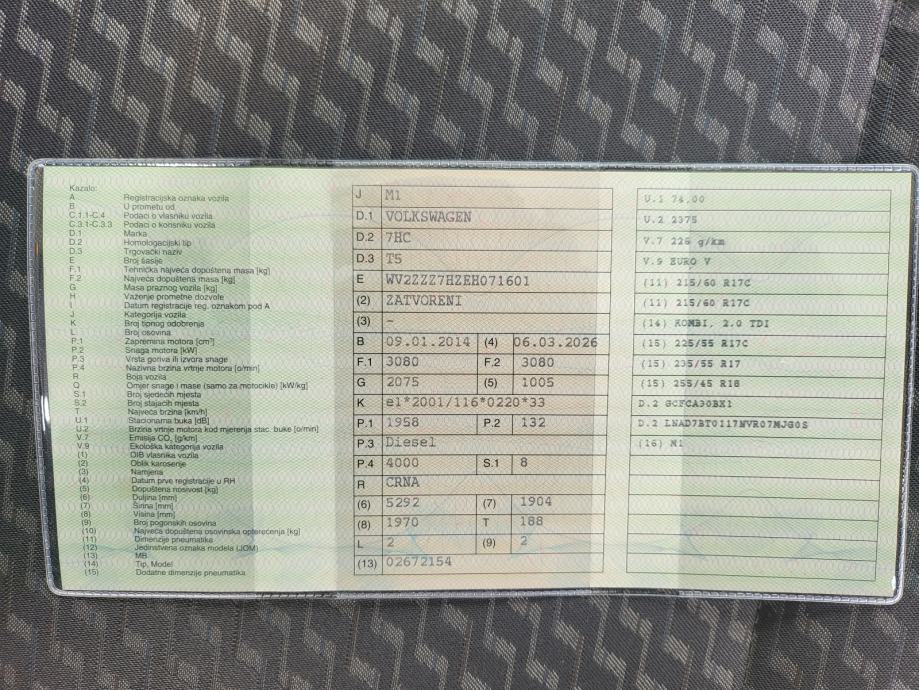 Kazalo:
A Registracijska oznaka vozila
B U prometu od
C.1.1-C.4 Podaci o vlasniku vozila
C.3.1-C.3.3 Podaci o korisniku vozila
D.1 Marka
D.2 Homologacijski tip
D.3 Trgovački naziv
E Broj šasije
F.1 Tehnička najveća dopuštena masa [kg]
F.2 Najveća dopuštena masa [kg]
G Masa praznog vozila [kg]
H Važenje prometne dozvole
I Datum registracije reg. oznakom pod A
J Kategorija vozila
K Broj tipnog odobrenja
L Broj osovina
P.1 Zapremina motora [cm³]
P.2 Snaga motora [kW]
P.3 Vrsta goriva ili izvora snage
P.4 Nazivna brzina vrtnje motora [o/min]
R Boja vozila
Q Omjer snage i mase (samo za motocikle) [kW/kg]
S.1 Broj sjedećih mjesta
S.2 Broj stajaćih mjesta
T Najveća brzina [km/h]
U.1 Stacionarna buka [dB]
U.2 Brzina vrtnje motora kod mjerenja stac. buke [o/min]
V.7 Emisija CO₂ [g/km]
V.9 Ekološka kategorija vozila
(1) OIB vlasnika vozila
(2) Oblik karoserije
(3) Namjena
(4) Datum prve registracije u RH
(5) Dopuštena nosivost [kg]
(6) Duljina [mm]
(7) Širina [mm]
(8) Visina [mm]
(9) Broj pogonskih osovina
(10) Najveća dopuštena osovinska opterećenja [kg]
(11) Dimenzije pneumatika
(12) Jedinstvena oznaka modela (JOM)
(13) MB
(14) Tip, Model
(15) Dodatne dimenzije pneumatika
J M1
D.1 VOLKSWAGEN
D.2 7HC
D.3 T5
E WV2ZZZ7HZEH071601
(2) ZATVORENI
(3) –
B 09.01.2014 (4) 06.03.2026
F.1 3080 F.2 3080
G 2075 (5) 1005
K e1*2001/116*0220*33
P.1 1958 P.2 132
P.3 Diesel
P.4 4000 S.1 8
R CRNA
(6) 5292 (7) 1904
(8) 1970 T 188
L 2 (9) 2
(13) 02672154
U.1 74,00
U.2 2375
V.7 226 g/km
V.9 EURO V
(11) 215/60 R17C
(11) 215/60 R17C
(14) KOMBI, 2.0 TDI
(15) 225/55 R17C
(15) 235/55 R17
(15) 255/45 R18
D.2 GCFCA30BX1
D.2 LNAD7BT0117NVR07MJG0S
(16) M1